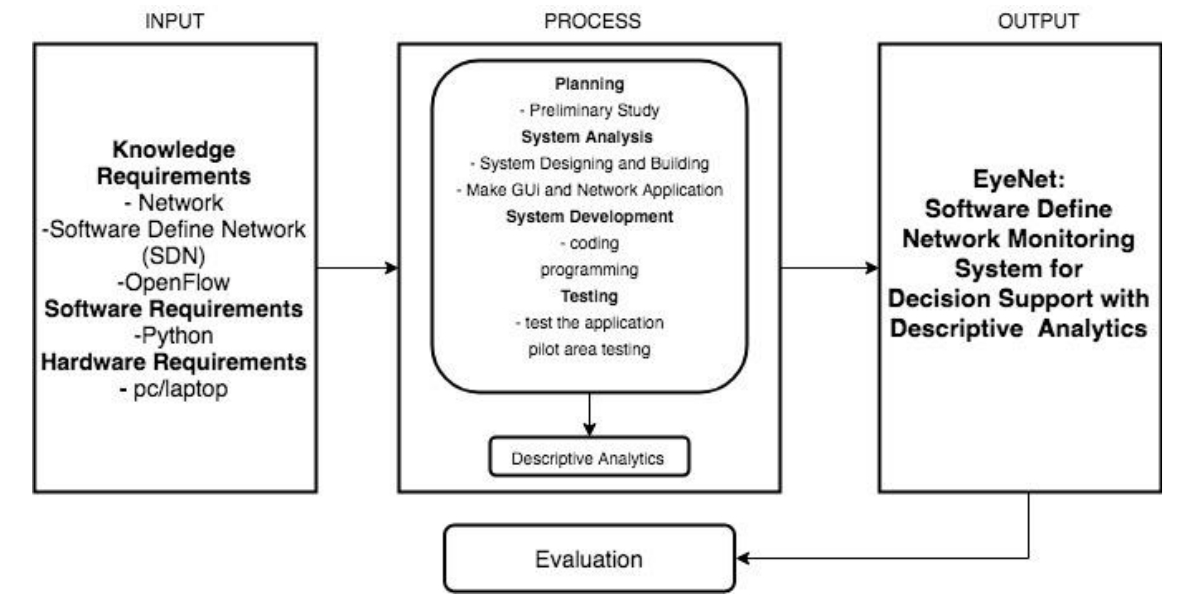 INPUT
Knowledge
Requirements
- Network
-Software Define Network
(SDN)
-OpenFlow
Software Requirements
-Python
Hardware Requirements
- pc/laptop
PROCESS
Planning
- Preliminary Study
System Analysis
- System Designing and Building
- Make GUi and Network Application
System Development
- coding
programming
Testing
- test the application
pilot area testing
Descriptive Analytics
OUTPUT
EyeNet:
Software Define
Network Monitoring
System for
Decision Support with
Descriptive Analytics
Evaluation